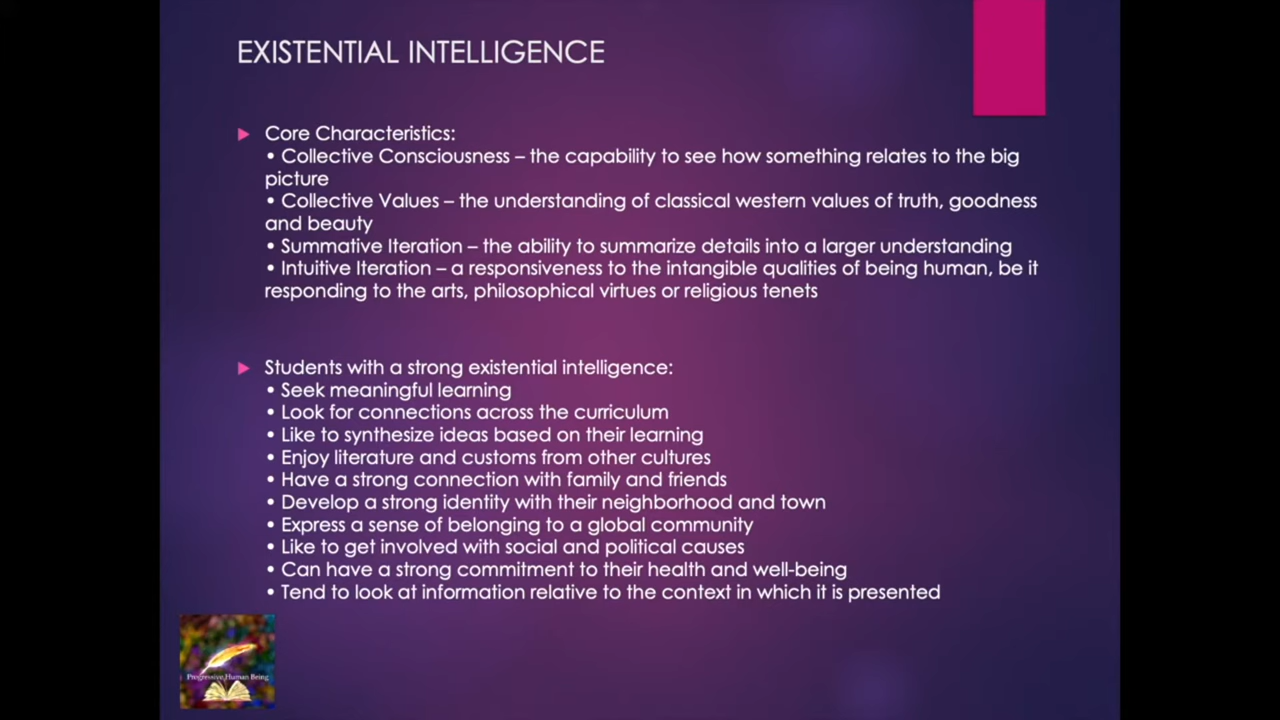 EXISTENTIAL INTELLIGENCE
Core Characteristics:
• Collective Consciousness – the capability to see how something relates to the big
picture
• Collective Values – the understanding of classical western values of truth, goodness
and beauty
• Summative Iteration – the ability to summarize details into a larger understanding
• Intuitive Iteration – a responsiveness to the intangible qualities of being human, be it
responding to the arts, philosophical virtues or religious tenets
Students with a strong existential intelligence:
• Seek meaningful learning
• Look for connections across the curriculum
• Like to synthesize ideas based on their learning
• Enjoy literature and customs from other cultures
• Have a strong connection with family and friends
• Develop a strong identity with their neighborhood and town
• Express a sense of belonging to a global community
• Like to get involved with social and political causes
• Can have a strong commitment to their health and well-being
• Tend to look at information relative to the context in which it is presented
Progressive Human Being